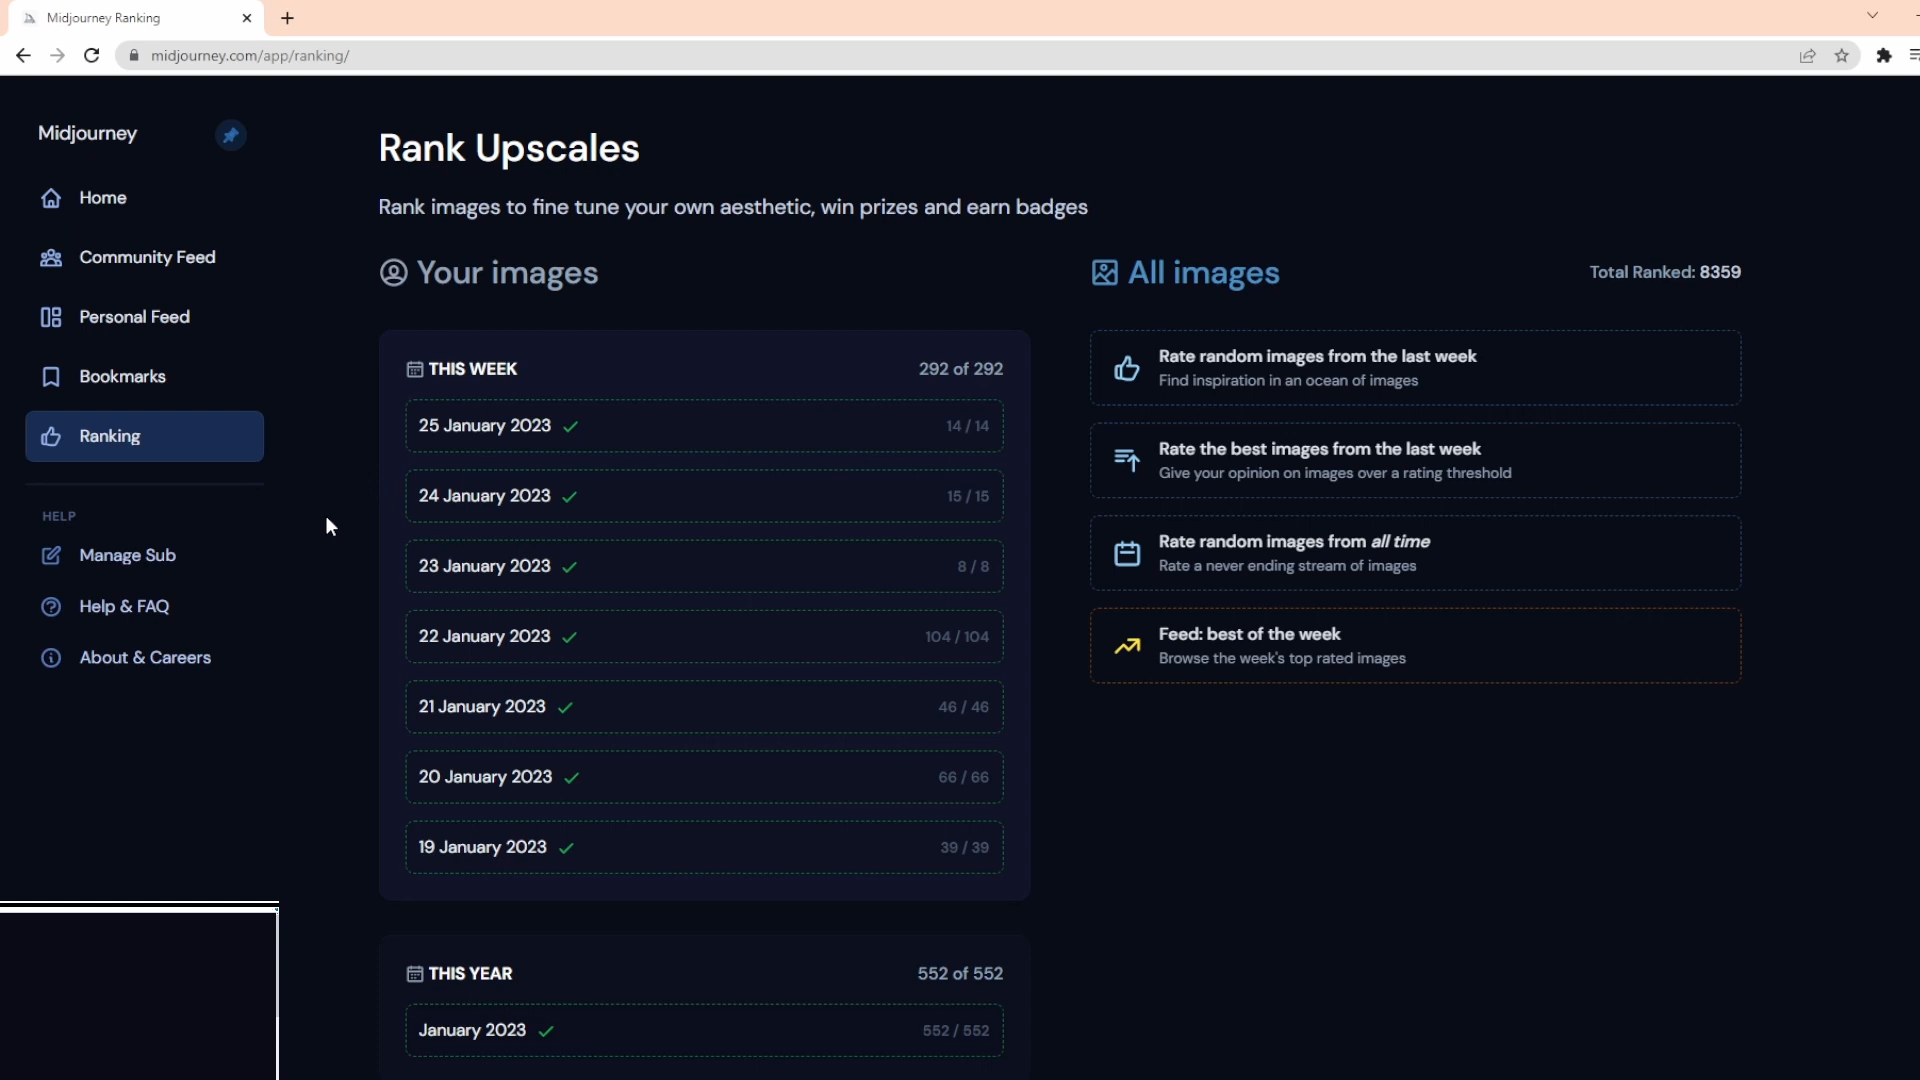 Midjourney Ranking
midjourney.com/app/ranking/
Midjourney
Home
Community Feed
Personal Feed
Bookmarks
Ranking
HELP
Manage Sub
Help & FAQ
About & Careers
Rank Upscales
Rank images to fine tune your own aesthetic, win prizes and earn badges
Your images
THIS WEEK 292 of 292
25 January 2023 14 / 14
24 January 2023 15 / 15
23 January 2023 8 / 8
22 January 2023 104 / 104
21 January 2023 46 / 46
20 January 2023 66 / 66
19 January 2023 39 / 39
THIS YEAR 552 of 552
January 2023 552 / 552
All images Total Ranked: 8359
Rate random images from the last week
Find inspiration in an ocean of images
Rate the best images from the last week
Give your opinion on images over a rating threshold
Rate random images from all time
Rate a never ending stream of images
Feed: best of the week
Browse the week's top rated images